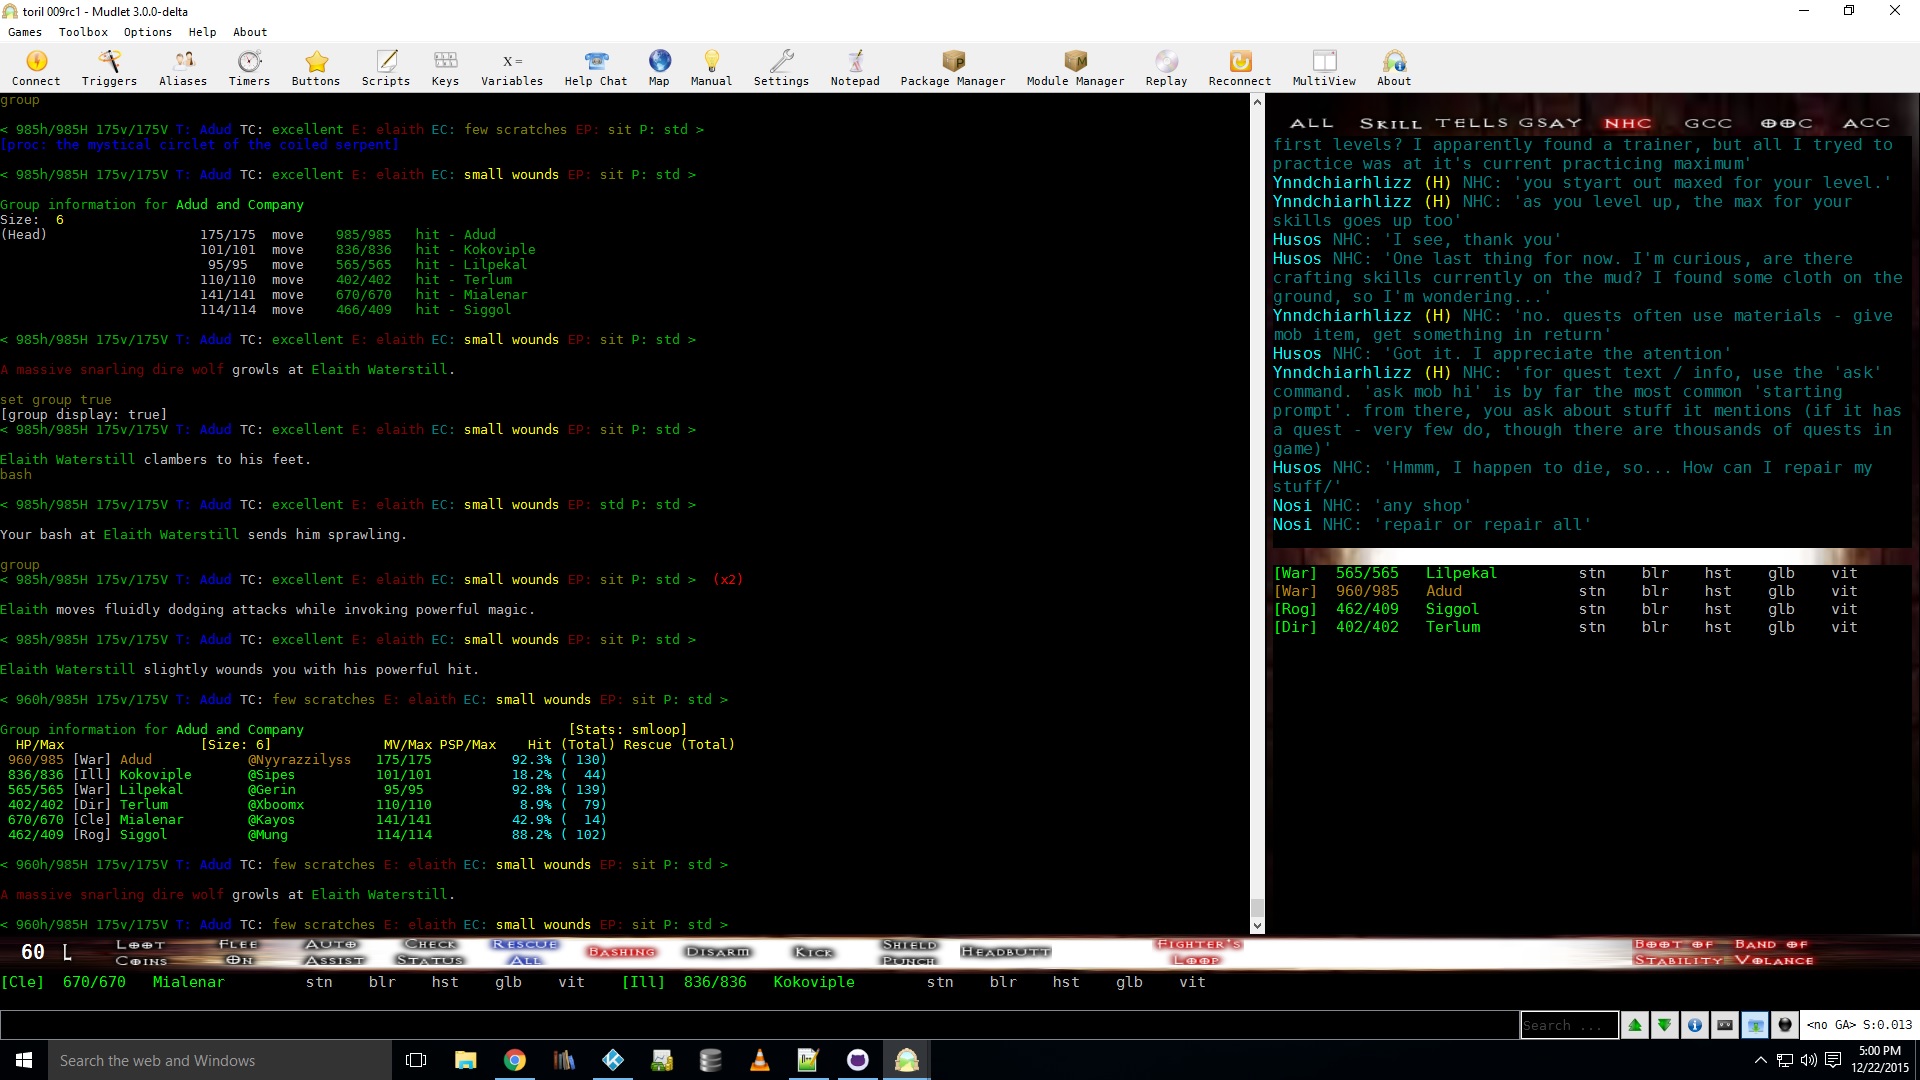 toril 009rc1 - Mudlet 3.0.0-delta
Games Toolbox Options Help About
Connect Triggers Aliases Timers Buttons Scripts Keys Variables Help Chat Map Manual Settings Notepad Package Manager Module Manager Replay Reconnect MultiView About
group
< 985h/985H 175v/175V T: Adud TC: excellent E: elaith EC: few scratches EP: sit P: std >
[proc: the mystical circlet of the coiled serpent]
< 985h/985H 175v/175V T: Adud TC: excellent E: elaith EC: small wounds EP: sit P: std >
Group information for Adud and Company
Size: 6
(Head) 175/175 move 985/985 hit - Adud
101/101 move 836/836 hit - Kokoviple
95/95 move 565/565 hit - Lilpekal
110/110 move 402/402 hit - Terlum
141/141 move 670/670 hit - Mialenar
114/114 move 466/409 hit - Siggol
< 985h/985H 175v/175V T: Adud TC: excellent E: elaith EC: small wounds EP: sit P: std >
A massive snarling dire wolf growls at Elaith Waterstill.
set group true
[group display: true]
< 985h/985H 175v/175V T: Adud TC: excellent E: elaith EC: small wounds EP: sit P: std >
Elaith Waterstill clambers to his feet.
bash
< 985h/985H 175v/175V T: Adud TC: excellent E: elaith EC: small wounds EP: std P: std >
Your bash at Elaith Waterstill sends him sprawling.
group
< 985h/985H 175v/175V T: Adud TC: excellent E: elaith EC: small wounds EP: sit P: std > (x2)
Elaith moves fluidly dodging attacks while invoking powerful magic.
< 985h/985H 175v/175V T: Adud TC: excellent E: elaith EC: small wounds EP: sit P: std >
Elaith Waterstill slightly wounds you with his powerful hit.
< 960h/985H 175v/175V T: Adud TC: few scratches E: elaith EC: small wounds EP: sit P: std >
Group information for Adud and Company [Stats: smloop]
HP/Max [Size: 6] MV/Max PSP/Max Hit (Total) Rescue (Total)
960/985 [War] Adud @Nyyrazzilyss 175/175 92.3% ( 130)
836/836 [Ill] Kokoviple @Sipes 101/101 18.2% ( 44)
565/565 [War] Lilpekal @Gerin 95/95 92.8% ( 139)
402/402 [Dir] Terlum @Xboomx 110/110 8.9% ( 79)
670/670 [Cle] Mialenar @Kayos 141/141 42.9% ( 14)
462/409 [Rog] Siggol @Mung 114/114 88.2% ( 102)
< 960h/985H 175v/175V T: Adud TC: few scratches E: elaith EC: small wounds EP: sit P: std >
A massive snarling dire wolf growls at Elaith Waterstill.
< 960h/985H 175v/175V T: Adud TC: few scratches E: elaith EC: small wounds EP: sit P: std >
ALL SKILL TELLS GSAY NHC GCC OOC ACC
first levels? I apparently found a trainer, but all I tryed to
practice was at it's current practicing maximum'
Ynndchiarhlizz (H) NHC: 'you styart out maxed for your level.'
Ynndchiarhlizz (H) NHC: 'as you level up, the max for your
skills goes up too'
Husos NHC: 'I see, thank you'
Husos NHC: 'One last thing for now. I'm curious, are there
crafting skills currently on the mud? I found some cloth on the
ground, so I'm wondering...'
Ynndchiarhlizz (H) NHC: 'no. quests often use materials - give
mob item, get something in return'
Husos NHC: 'Got it. I appreciate the atention'
Ynndchiarhlizz (H) NHC: 'for quest text / info, use the 'ask'
command. 'ask mob hi' is by far the most common 'starting
prompt'. from there, you ask about stuff it mentions (if it has
a quest - very few do, though there are thousands of quests in
game)'
Husos NHC: 'Hmmm, I happen to die, so... How can I repair my
stuff/'
Nosi NHC: 'any shop'
Nosi NHC: 'repair or repair all'
[War] 565/565 Lilpekal stn blr hst glb vit
[War] 960/985 Adud stn blr hst glb vit
[Rog] 462/409 Siggol stn blr hst glb vit
[Dir] 402/402 Terlum stn blr hst glb vit
60 L LOOT COINS FLEE ON AUTO ASSIST CHECK STATUS RESCUE ALL BASHING DISARM KICK SHIELD PUNCH HEADBUTT FIGHTER'S LOOP BOOT OF STABILITY BAND OF VOLANCE
[Cle] 670/670 Mialenar stn blr hst glb vit [Ill] 836/836 Kokoviple stn blr hst glb vit
Search ... <no GA> S:0.013
Search the web and Windows
5:00 PM
12/22/2015